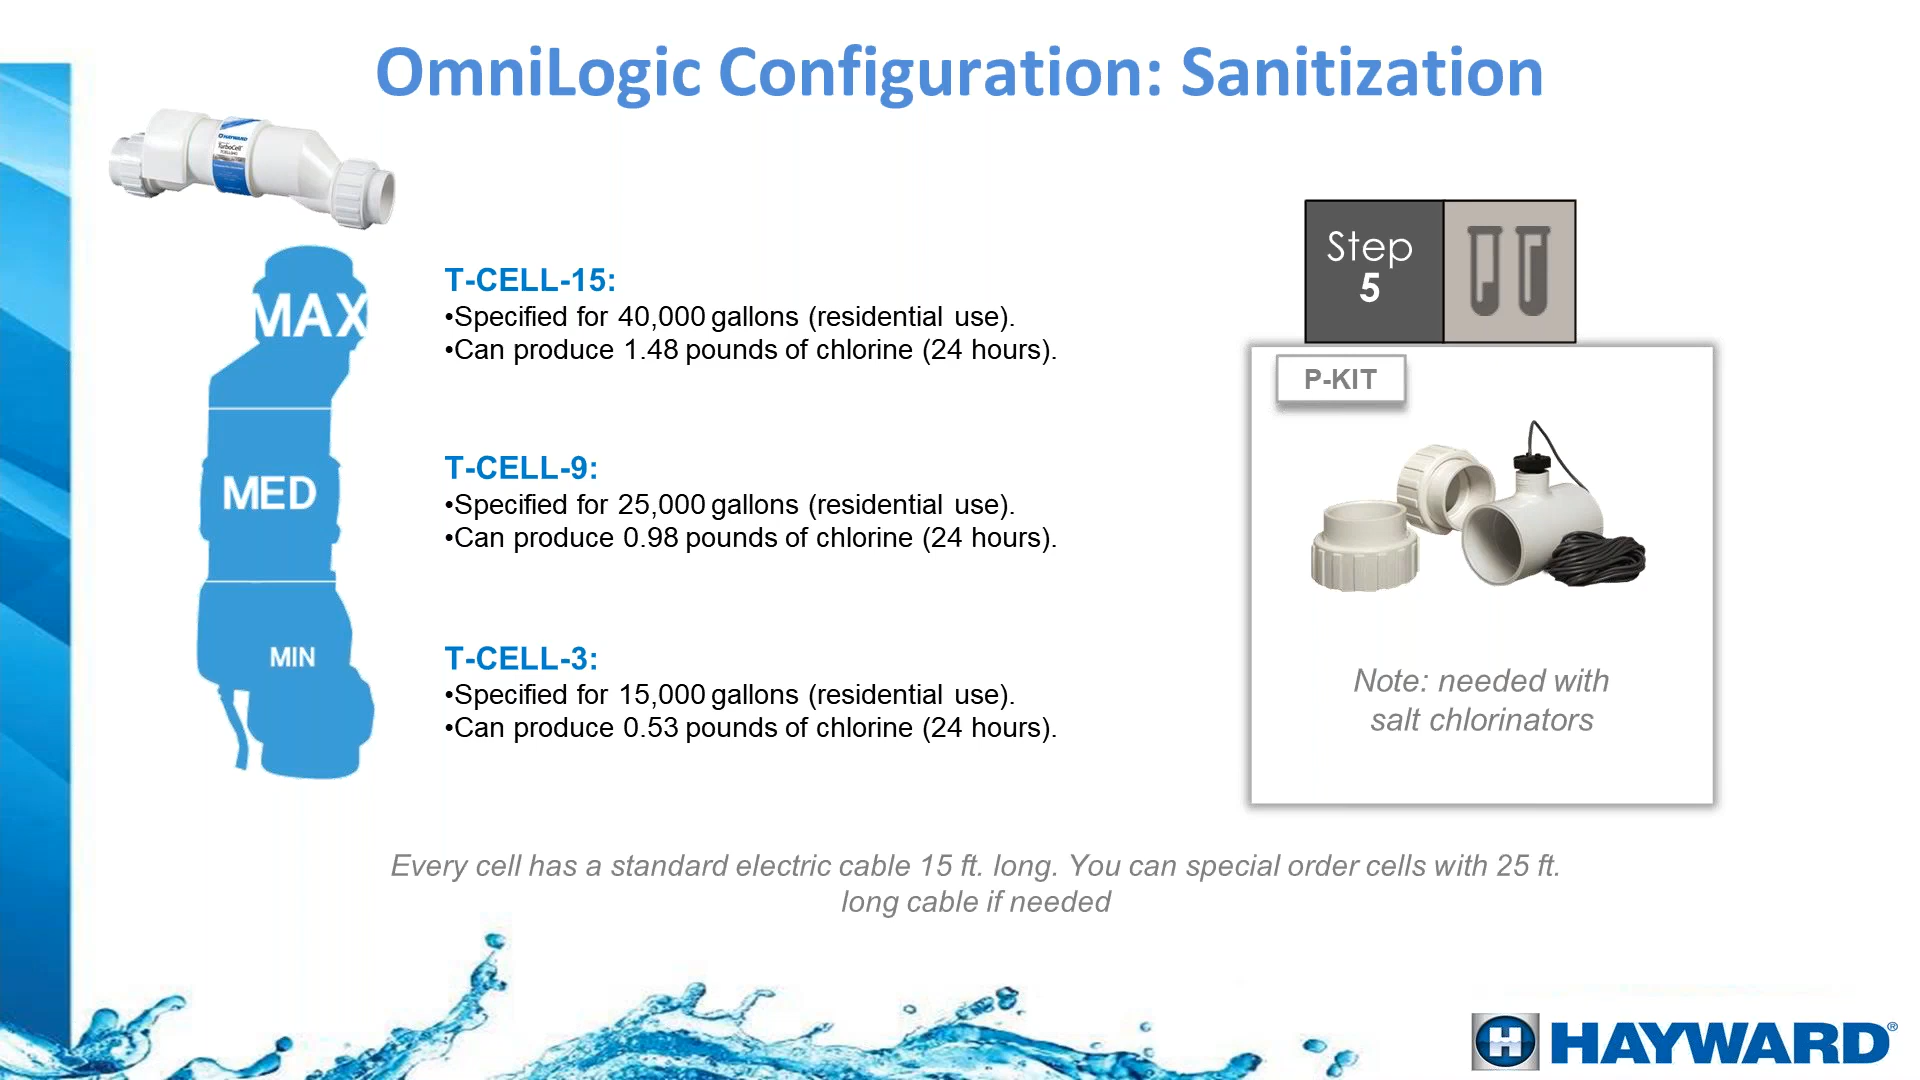 OmniLogic Configuration: Sanitization
HAYWARD
TurboCell
MAX
T-CELL-15:
•Specified for 40,000 gallons (residential use).
•Can produce 1.48 pounds of chlorine (24 hours).
MED
T-CELL-9:
•Specified for 25,000 gallons (residential use).
•Can produce 0.98 pounds of chlorine (24 hours).
MIN
T-CELL-3:
•Specified for 15,000 gallons (residential use).
•Can produce 0.53 pounds of chlorine (24 hours).
Step
5
P-KIT
Note: needed with
salt chlorinators
Every cell has a standard electric cable 15 ft. long. You can special order cells with 25 ft.
long cable if needed
H HAYWARD®